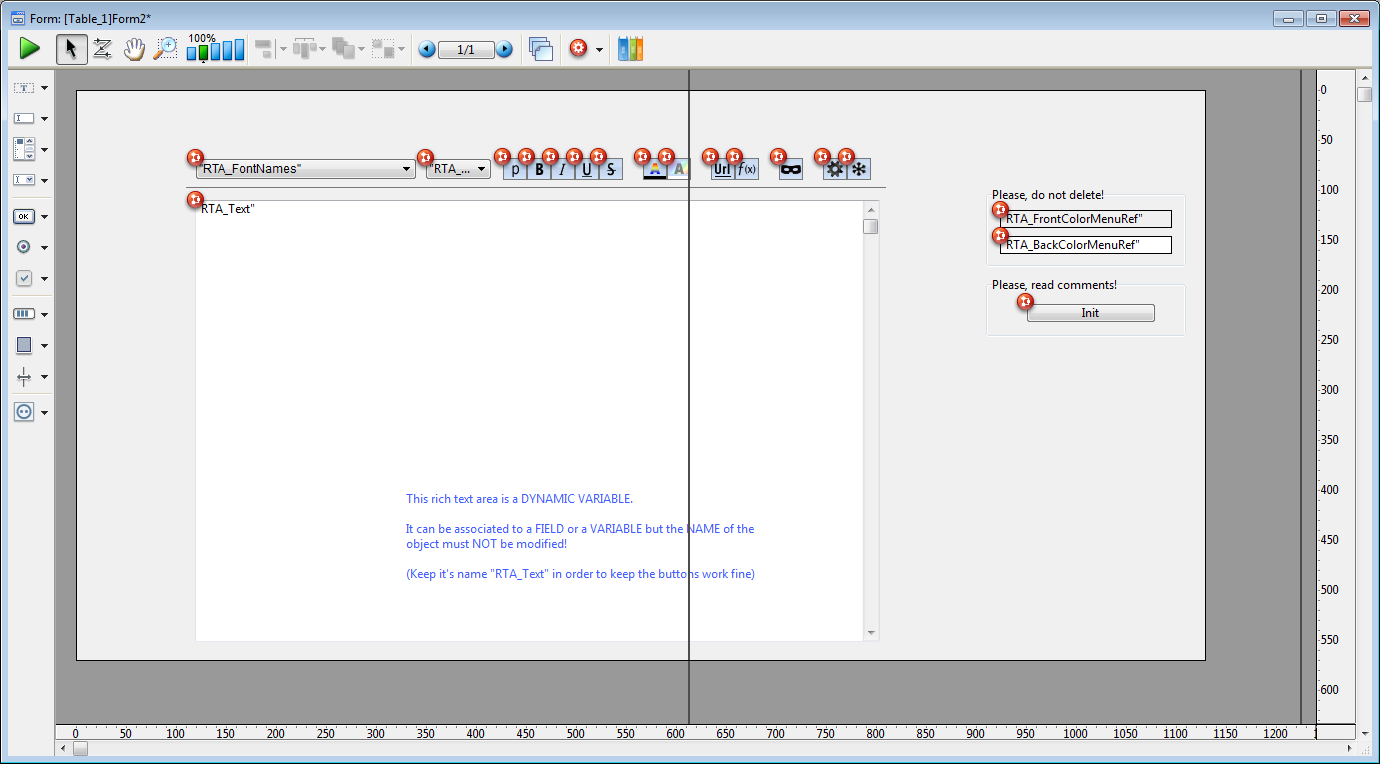 Form: [Table_1]Form2*
100%
1/1
"RTA_FontNames"
"RTA_...
p B I U S A A Url f(x)
RTA_Text"
Please, do not delete!
RTA_FrontColorMenuRef"
RTA_BackColorMenuRef"
Please, read comments!
Init
This rich text area is a DYNAMIC VARIABLE.
It can be associated to a FIELD or a VARIABLE but the NAME of the
object must NOT be modified!
(Keep it's name "RTA_Text" in order to keep the buttons work fine)
T
I
I
OK
0
50
100
150
200
250
300
350
400
450
500
550
600
0 50 100 150 200 250 300 350 400 450 500 550 600 650 700 750 800 850 900 950 1000 1050 1100 1150 1200